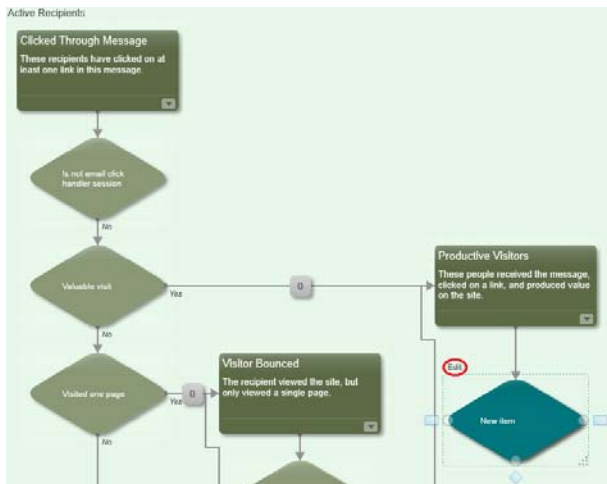 Active Recipients
Clicked Through Message
These recipients have clicked on at
least one link in this message.
Is not email click
handler session
No
Valuable visit
Yes
0
Productive Visitors
These people received the message,
clicked on a link, and produced value
on the site.
No
Visited one page
Yes
0
Visitor Bounced
The recipient viewed the site, but
only viewed a single page.
Edit
New item
No